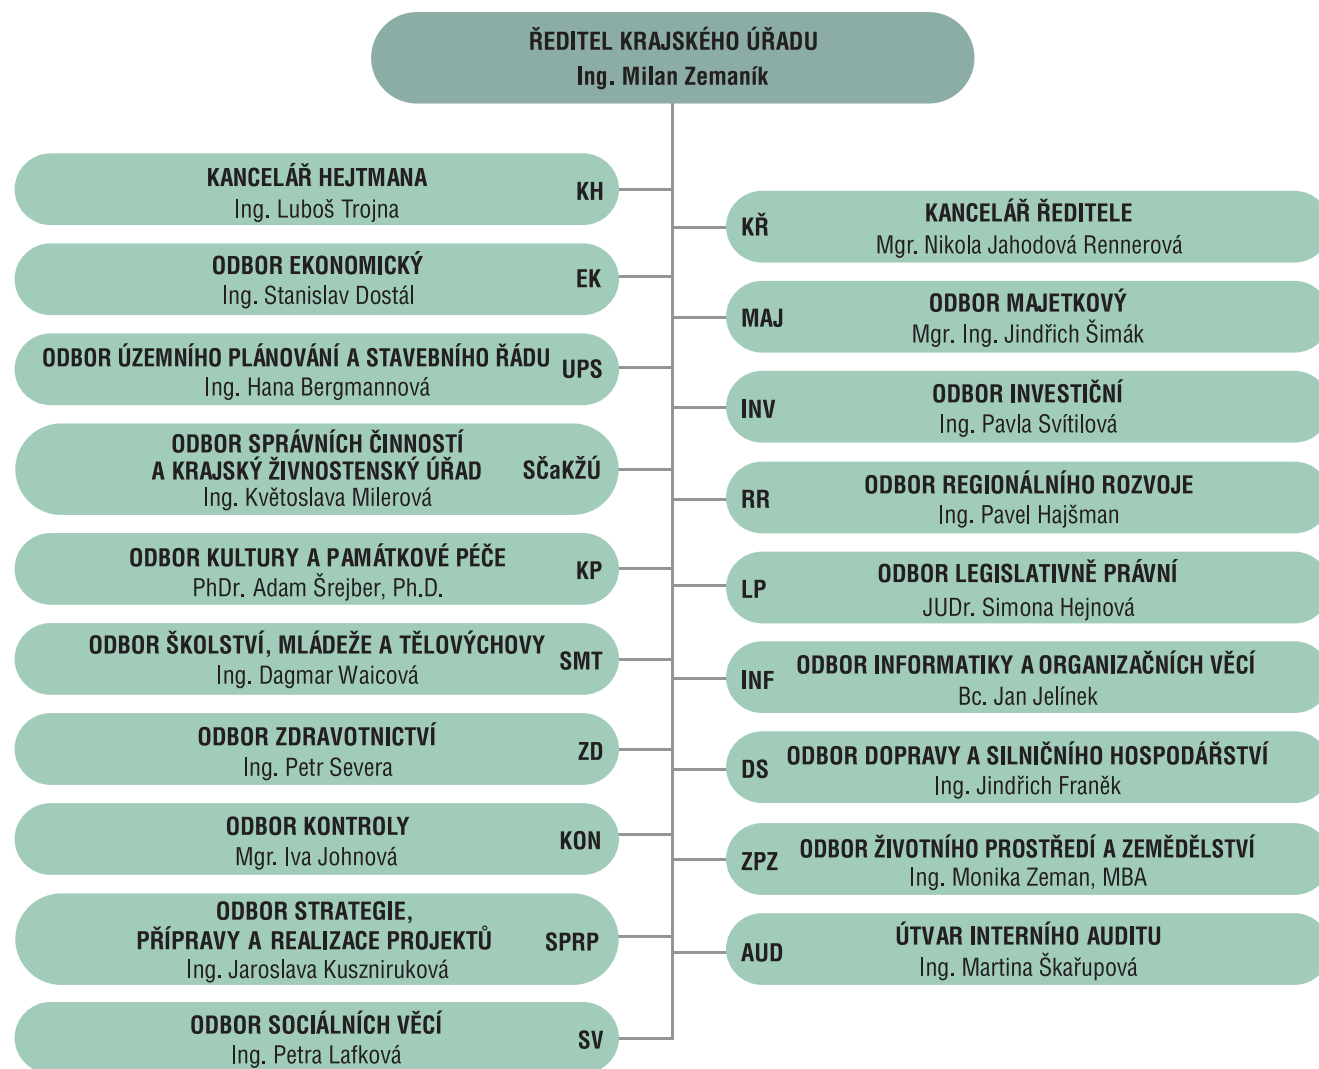 ŘEDITEL KRAJSKÉHO ÚŘADU
Ing. Milan Zemaník
KANCELÁŘ HEJTMANA
Ing. Luboš Trojna
KH
ODBOR EKONOMICKÝ
Ing. Stanislav Dostál
EK
ODBOR ÚZEMNÍHO PLÁNOVÁNÍ A STAVEBNÍHO ŘÁDU
Ing. Hana Bergmannová
UPS
ODBOR SPRÁVNÍCH ČINNOSTÍ
A KRAJSKÝ ŽIVNOSTENSKÝ ÚŘAD
Ing. Květoslava Milerová
SČaKŽÚ
ODBOR KULTURY A PAMÁTKOVÉ PÉČE
PhDr. Adam Šrejber, Ph.D.
KP
ODBOR ŠKOLSTVÍ, MLÁDEŽE A TĚLOVÝCHOVY
Ing. Dagmar Waicová
SMT
ODBOR ZDRAVOTNICTVÍ
Ing. Petr Severa
ZD
ODBOR KONTROLY
Mgr. Iva Johnová
KON
ODBOR STRATEGIE,
PŘÍPRAVY A REALIZACE PROJEKTŮ
Ing. Jaroslava Kuszniruková
SPRP
ODBOR SOCIÁLNÍCH VĚCÍ
Ing. Petra Lafková
SV
KŘ
KANCELÁŘ ŘEDITELE
Mgr. Nikola Jahodová Rennerová
MAJ
ODBOR MAJETKOVÝ
Mgr. Ing. Jindřich Šimák
INV
ODBOR INVESTIČNÍ
Ing. Pavla Svítilová
RR
ODBOR REGIONÁLNÍHO ROZVOJE
Ing. Pavel Hajšman
LP
ODBOR LEGISLATIVNĚ PRÁVNÍ
JUDr. Simona Hejnová
INF
ODBOR INFORMATIKY A ORGANIZAČNÍCH VĚCÍ
Bc. Jan Jelínek
DS
ODBOR DOPRAVY A SILNIČNÍHO HOSPODÁŘSTVÍ
Ing. Jindřich Franěk
ZPZ
ODBOR ŽIVOTNÍHO PROSTŘEDÍ A ZEMĚDĚLSTVÍ
Ing. Monika Zeman, MBA
AUD
ÚTVAR INTERNÍHO AUDITU
Ing. Martina Škařupová